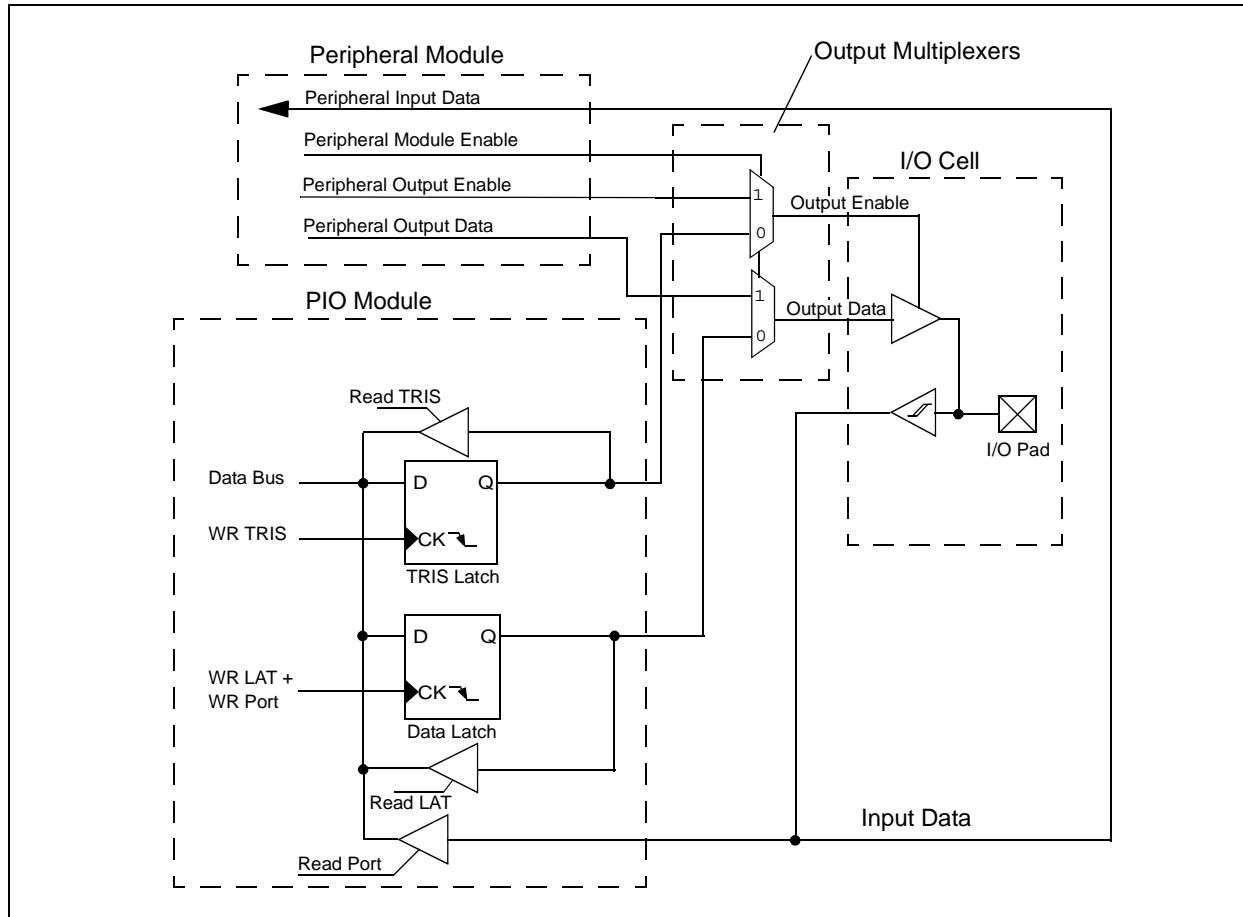 Peripheral Module
Output Multiplexers
Peripheral Input Data
Peripheral Module Enable
I/O Cell
Peripheral Output Enable
1
Output Enable
Peripheral Output Data
0
PIO Module
1
Output Data
0
Read TRIS
I/O Pad
Data Bus
D
Q
WR TRIS
CK
TRIS Latch
D
Q
WR LAT +
WR Port
CK
Data Latch
Read LAT
Input Data
Read Port